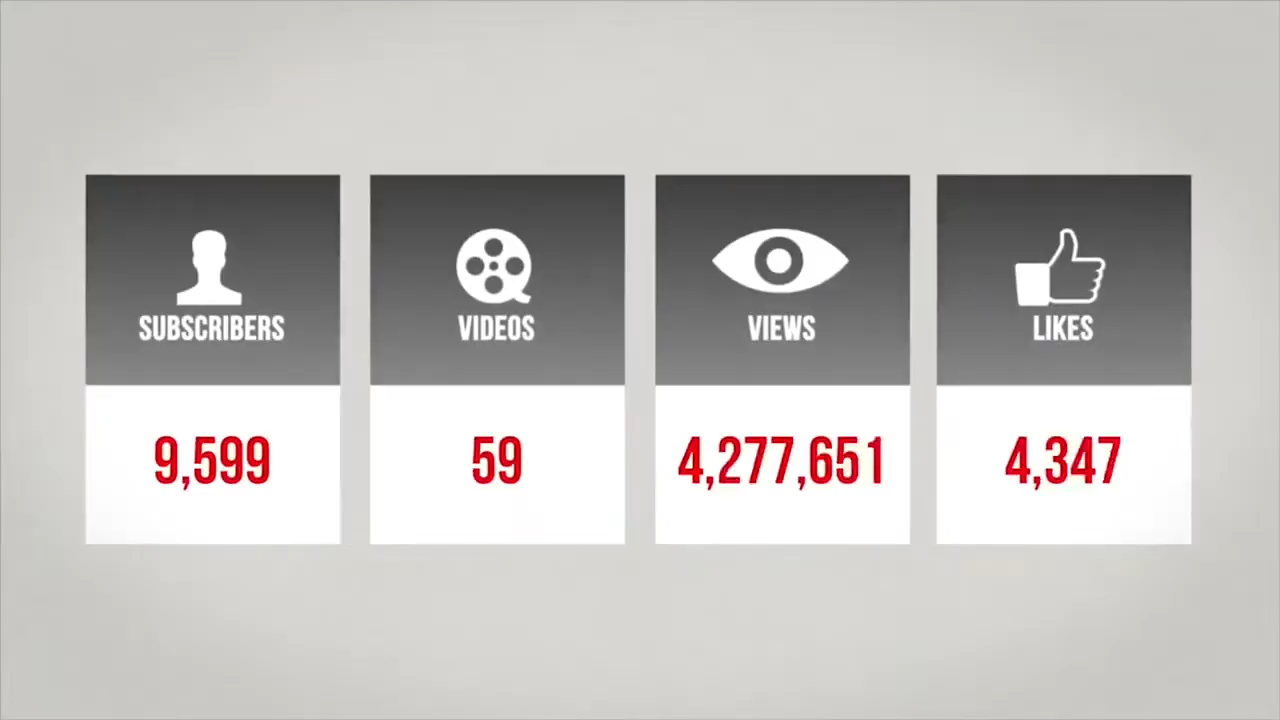 SUBSCRIBERS
9,599
VIDEOS
59
VIEWS
4,277,651
LIKES
4,347